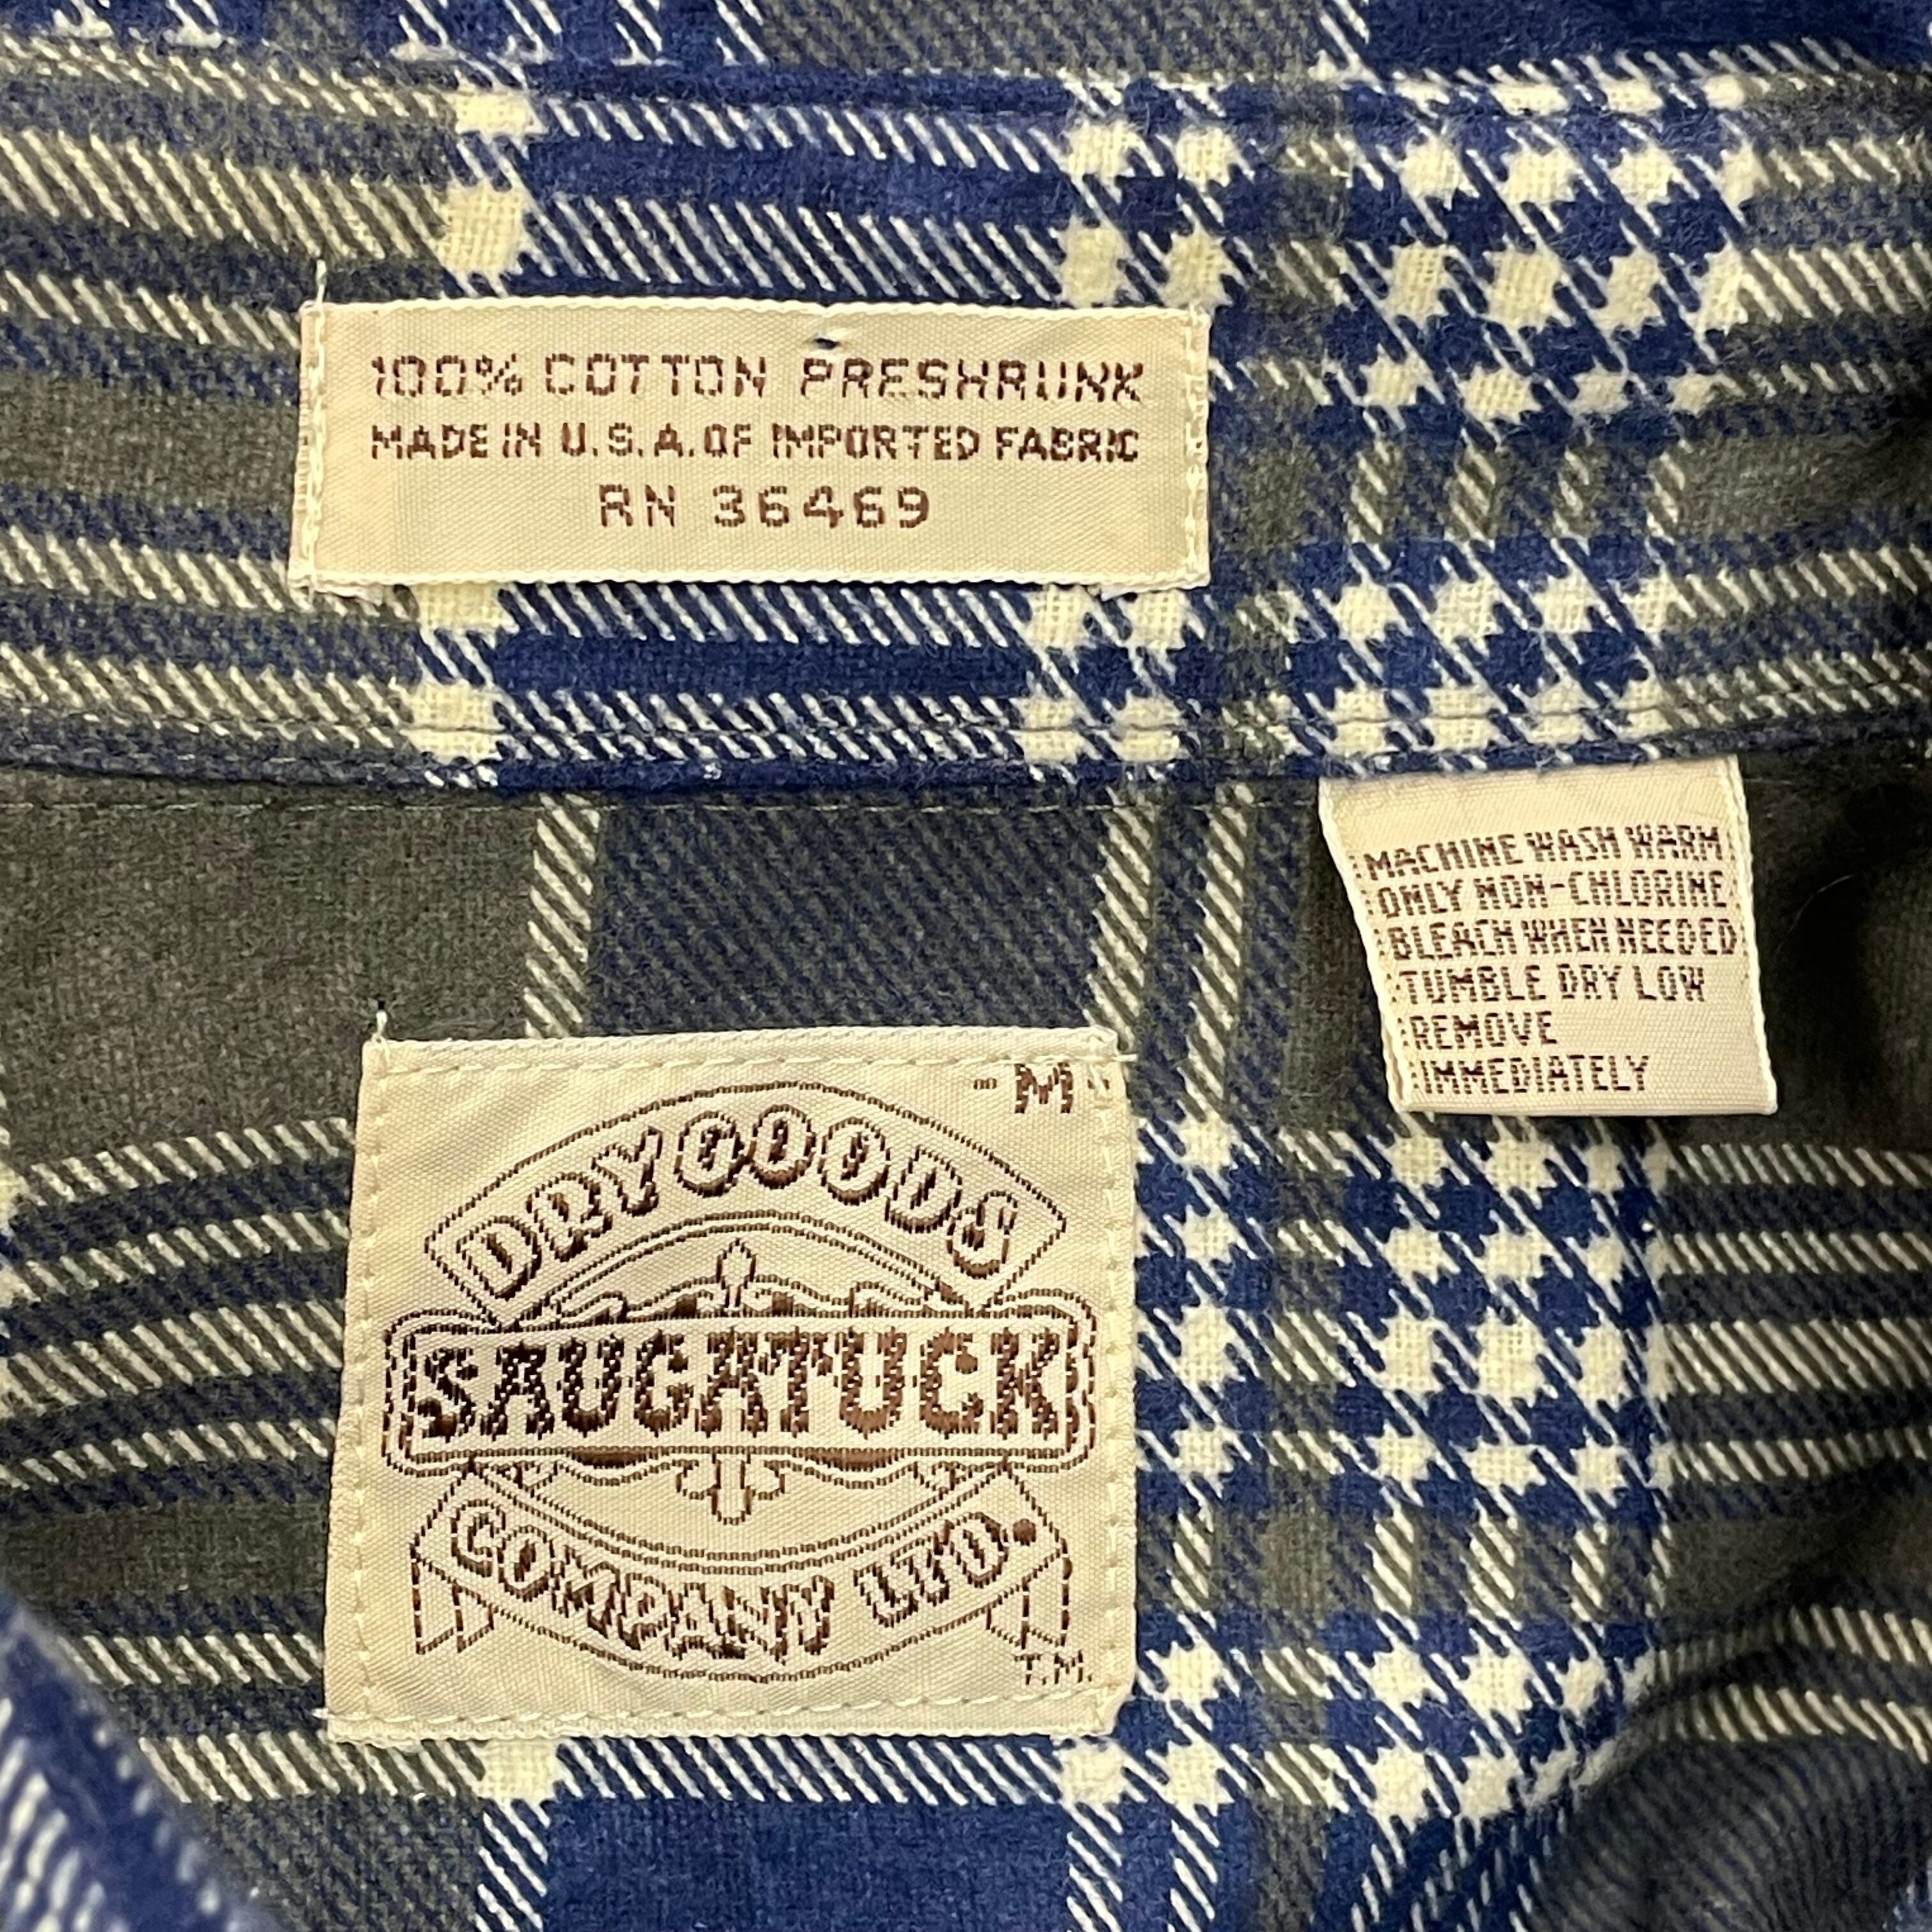 100% COTTON PRESHRUNK
MADE IN U.S.A. OF IMPORTED FABRIC
RN 36469
MACHINE WASH WARM
ONLY NON-CHLORINE
BLEACH WHEN NEEDED
TUMBLE DRY LOW
REMOVE
IMMEDIATELY
"M"
DRY GOODS
SAUGATUCK
COMPANY LTD.
T.M.